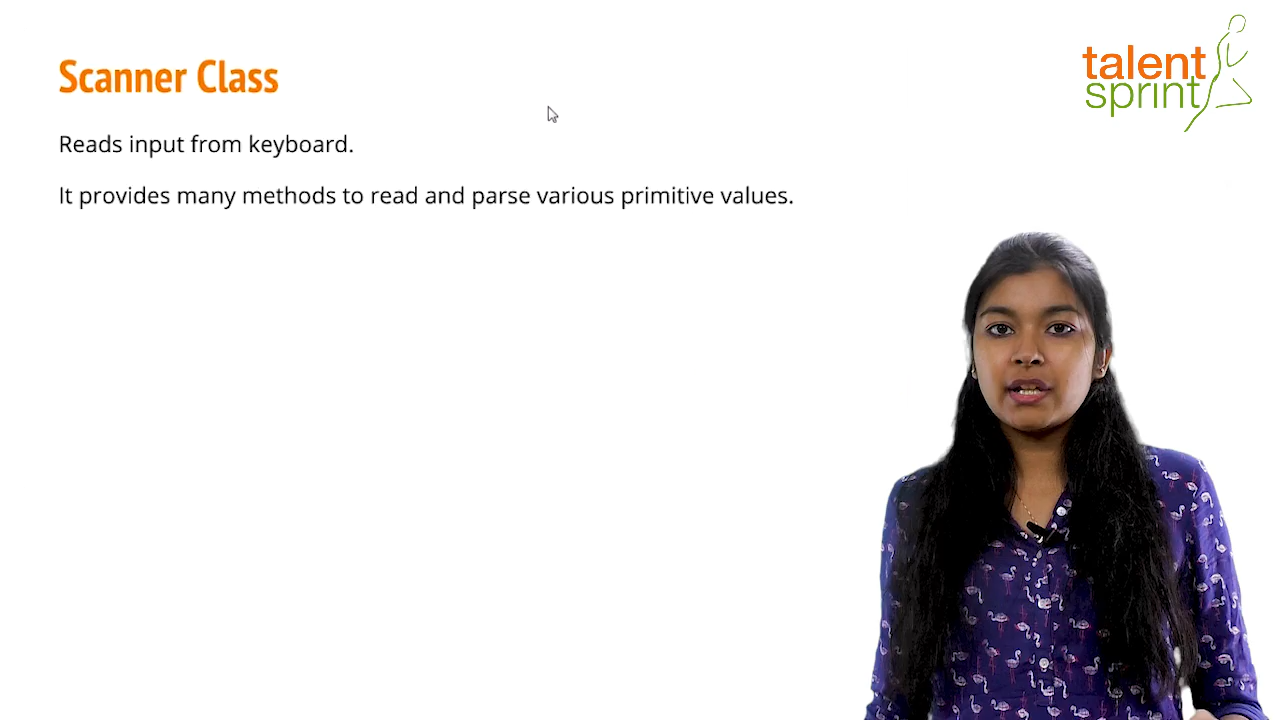 Scanner Class
talent
sprint
Reads input from keyboard.
It provides many methods to read and parse various primitive values.